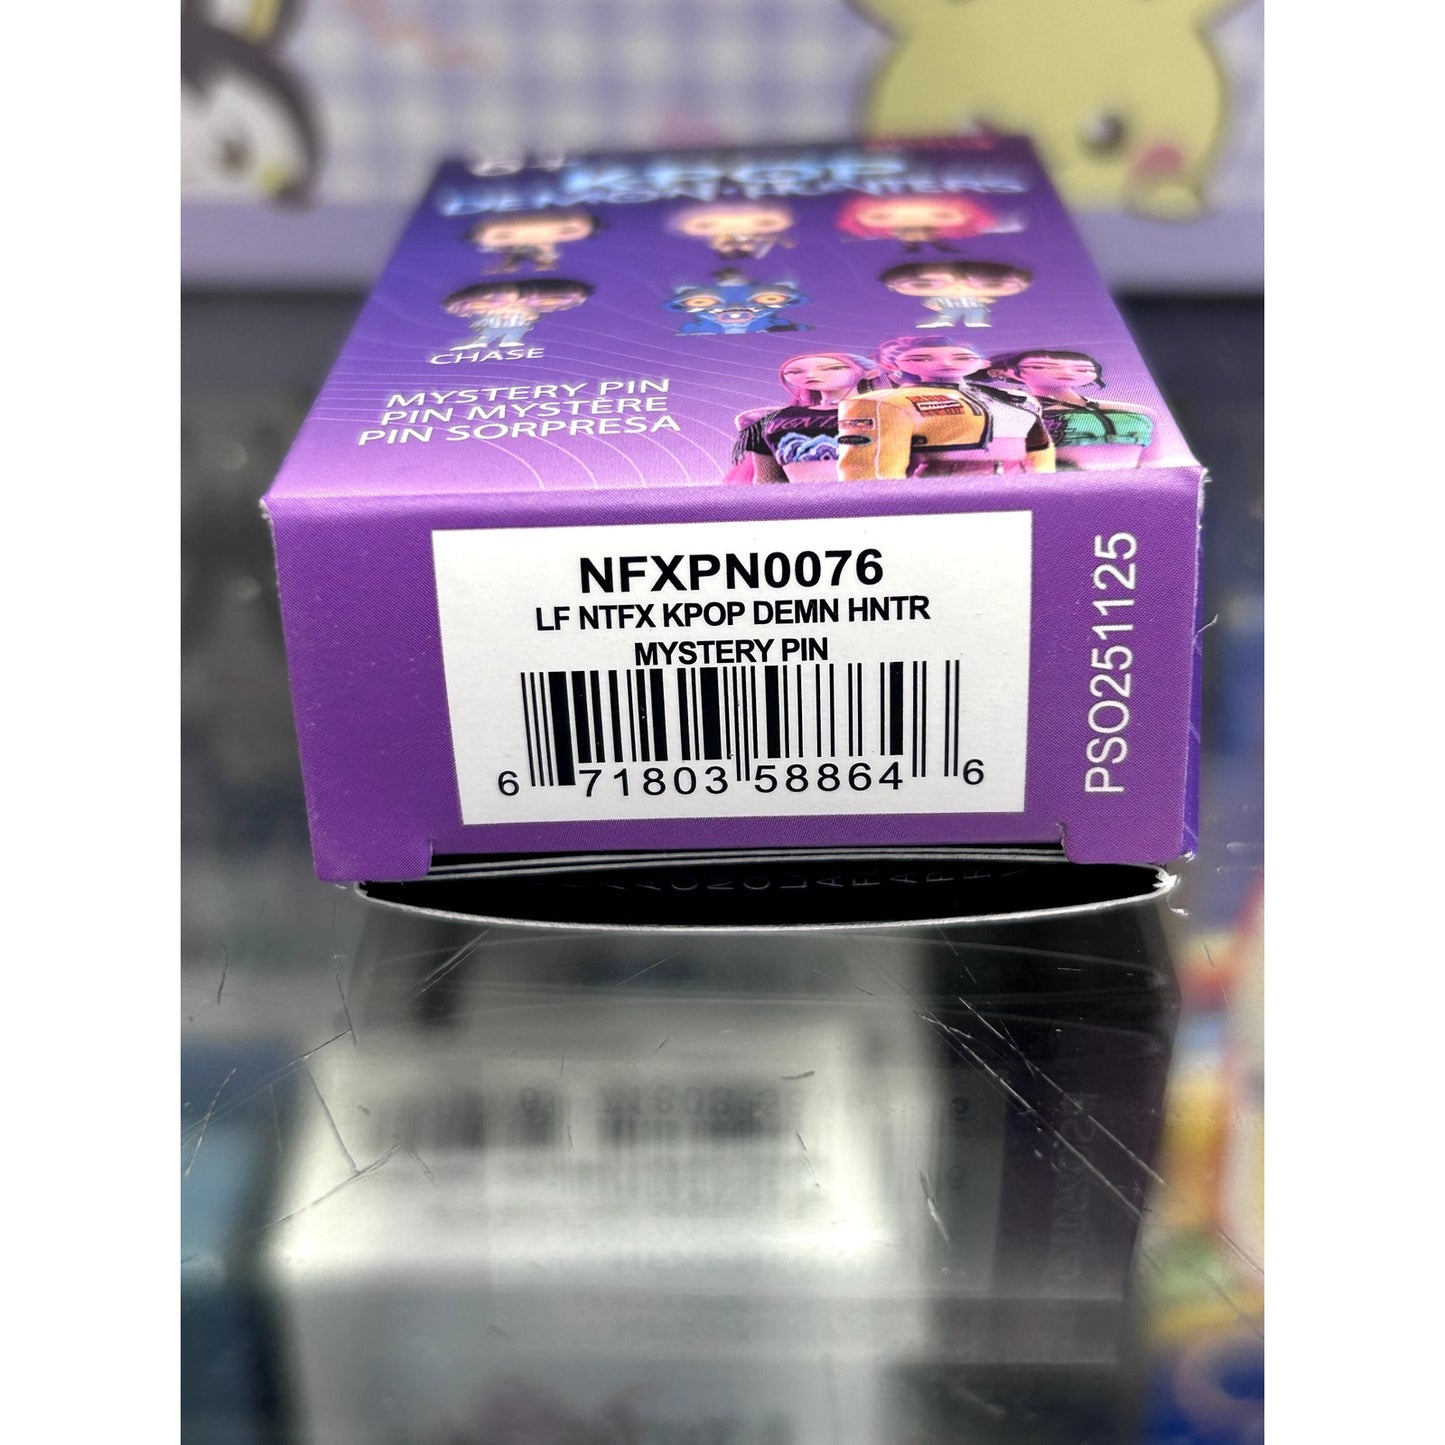 KPOP
DEMON HUNTERS
CHASE
MYSTERY PIN
PIN MYSTÈRE
PIN SORPRESA
NFXPN0076
LF NTFX KPOP DEMN HNTR
MYSTERY PIN
6 71803 58864 6
PSO251125